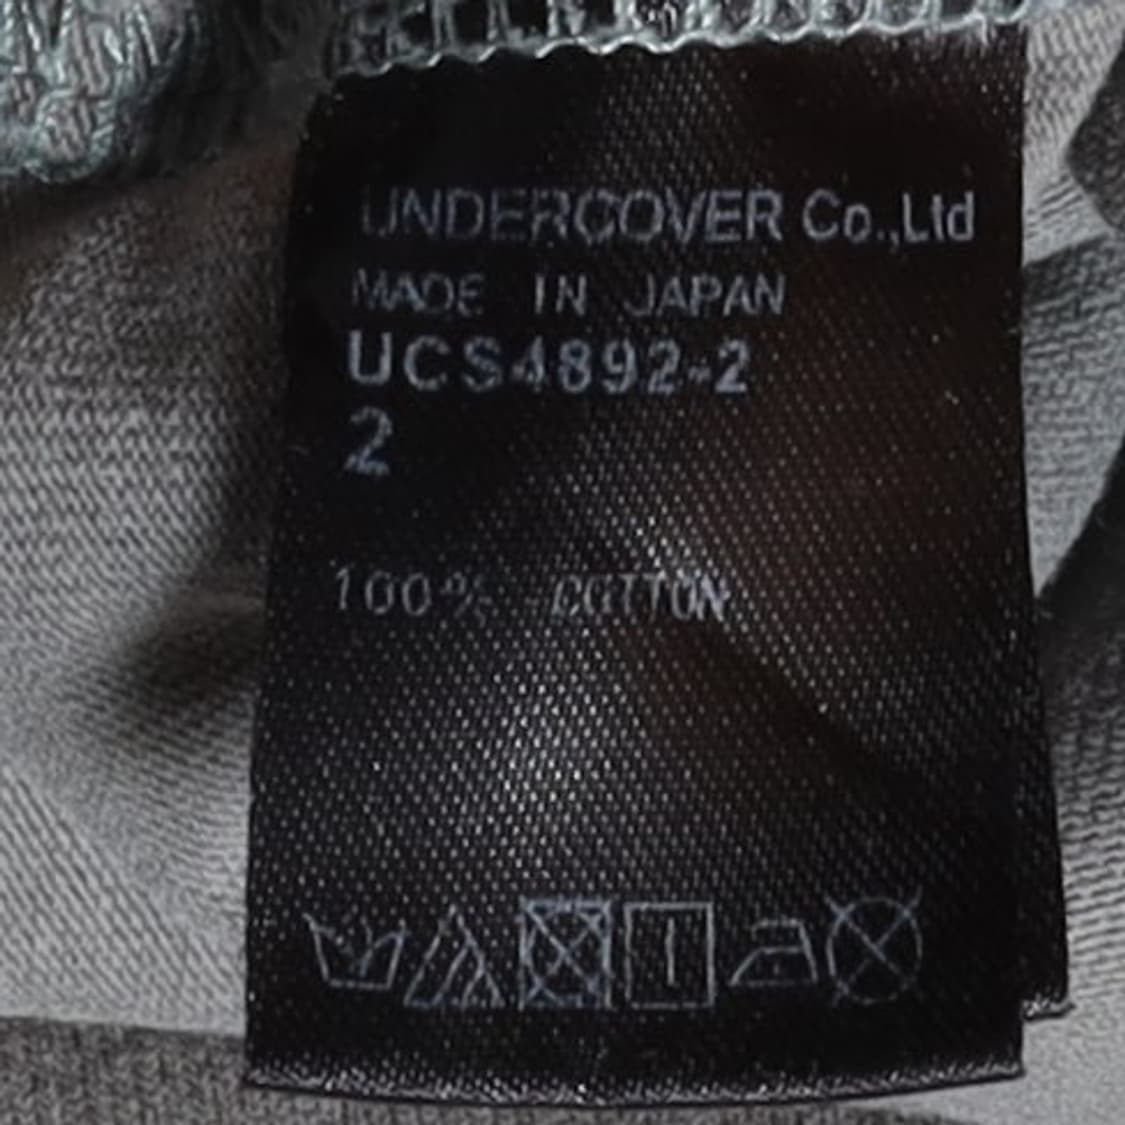 UNDERCOVER Co.,Ltd
MADE IN JAPAN
UCS4892-2
2
100% COTTON